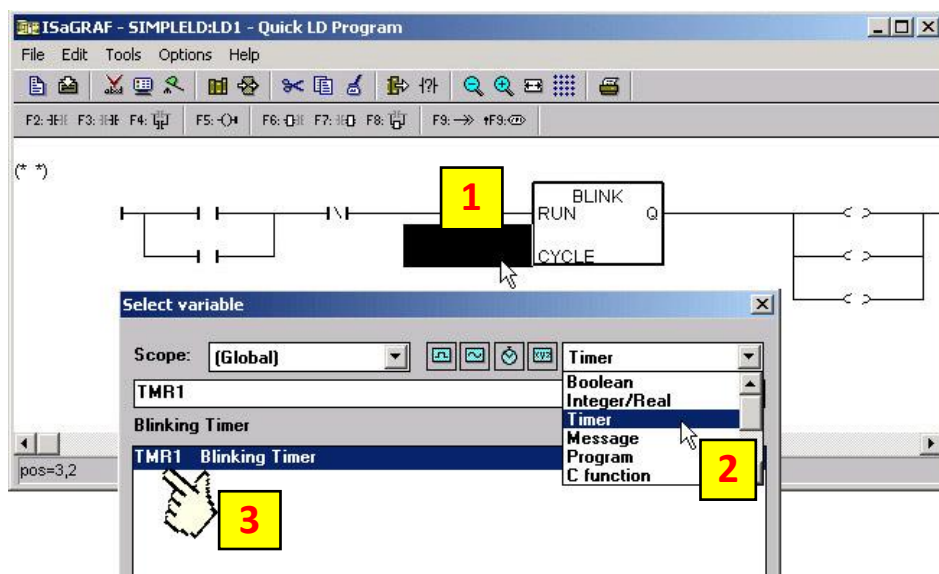 ISaGRAF - SIMPLELD:LD1 - Quick LD Program
File Edit Tools Options Help
F2: F3: F4: F5: F6: F7: F8: F9: ↑F9:
(* *)
1
BLINK
RUN Q
CYCLE
Select variable
Scope: (Global) Timer
TMR1
Boolean
Integer/Real
Timer
Message
Program
C function
Blinking Timer
TMR1 Blinking Timer
pos=3,2
2
3